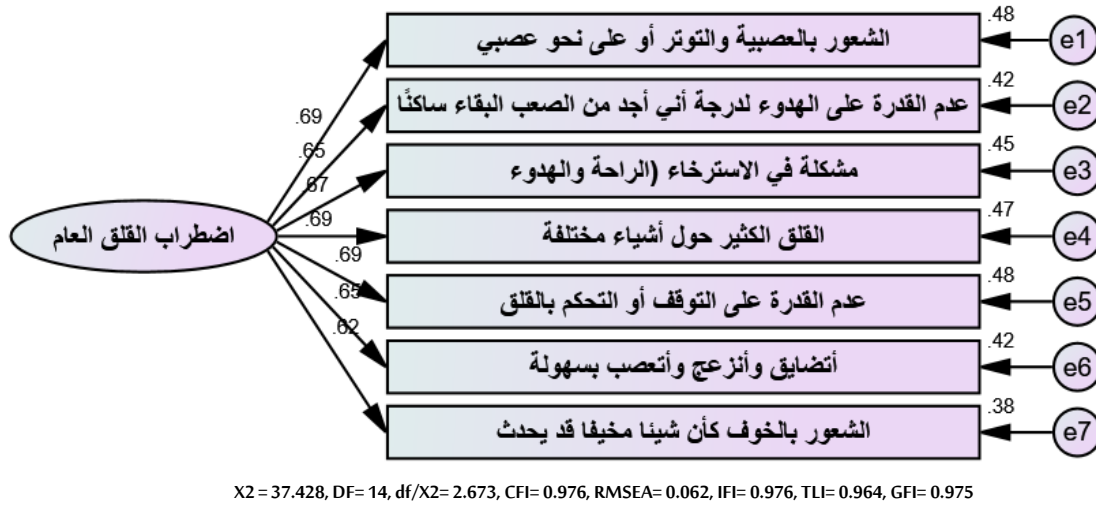 .48
الشعور بالعصبية والتوتر أو على نحو عصبي
e1
.69
.42
عدم القدرة على الهدوء لدرجة أني أجد من الصعب البقاء ساكنًا
e2
.65
.45
مشكلة في الاسترخاء (الراحة والهدوء
e3
.67
.47
القلق الكثير حول أشياء مختلفة
e4
.69
اضطراب القلق العام
.48
عدم القدرة على التوقف أو التحكم بالقلق
e5
.69
.42
أتضايق وأنزعج وأتعصب بسهولة
e6
.65
.38
الشعور بالخوف كأن شيئا مخيفا قد يحدث
e7
.62
X2 = 37.428, DF= 14, df/X2= 2.673, CFI= 0.976, RMSEA= 0.062, IFI= 0.976, TLI= 0.964, GFI= 0.975